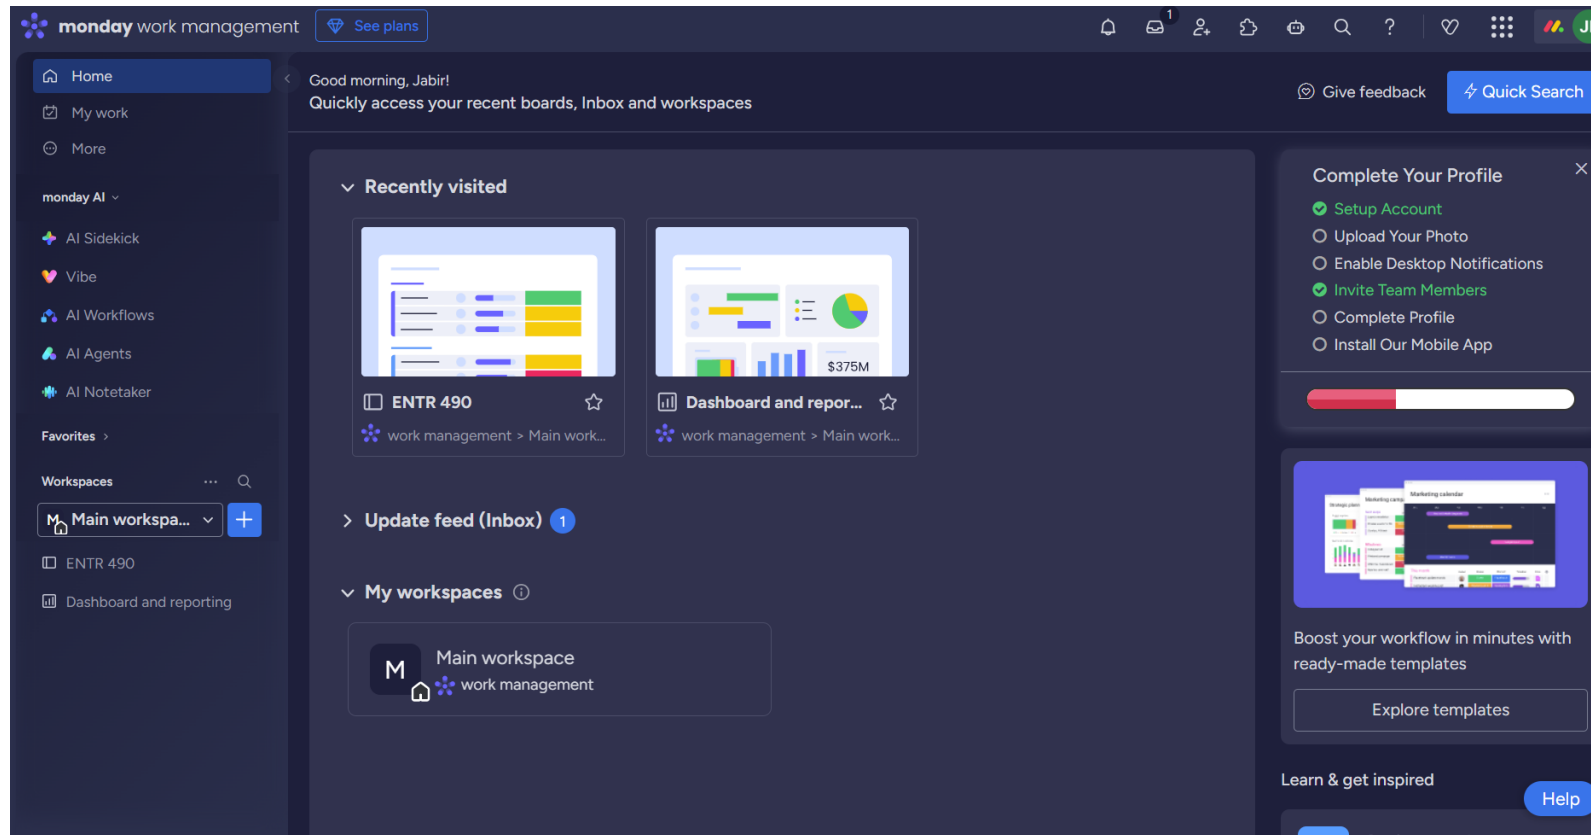 monday work management
See plans
1
Home
My work
More
monday AI
AI Sidekick
Vibe
AI Workflows
AI Agents
AI Notetaker
Favorites
Workspaces
M Main workspa...
ENTR 490
Dashboard and reporting
Good morning, Jabir!
Quickly access your recent boards, Inbox and workspaces
Give feedback
Quick Search
Recently visited
ENTR 490
work management > Main work...
$375M
Dashboard and repor...
work management > Main work...
Update feed (Inbox) 1
My workspaces
M
Main workspace
work management
Complete Your Profile
Setup Account
Upload Your Photo
Enable Desktop Notifications
Invite Team Members
Complete Profile
Install Our Mobile App
Marketing calendar
Boost your workflow in minutes with
ready-made templates
Explore templates
Learn & get inspired
Help